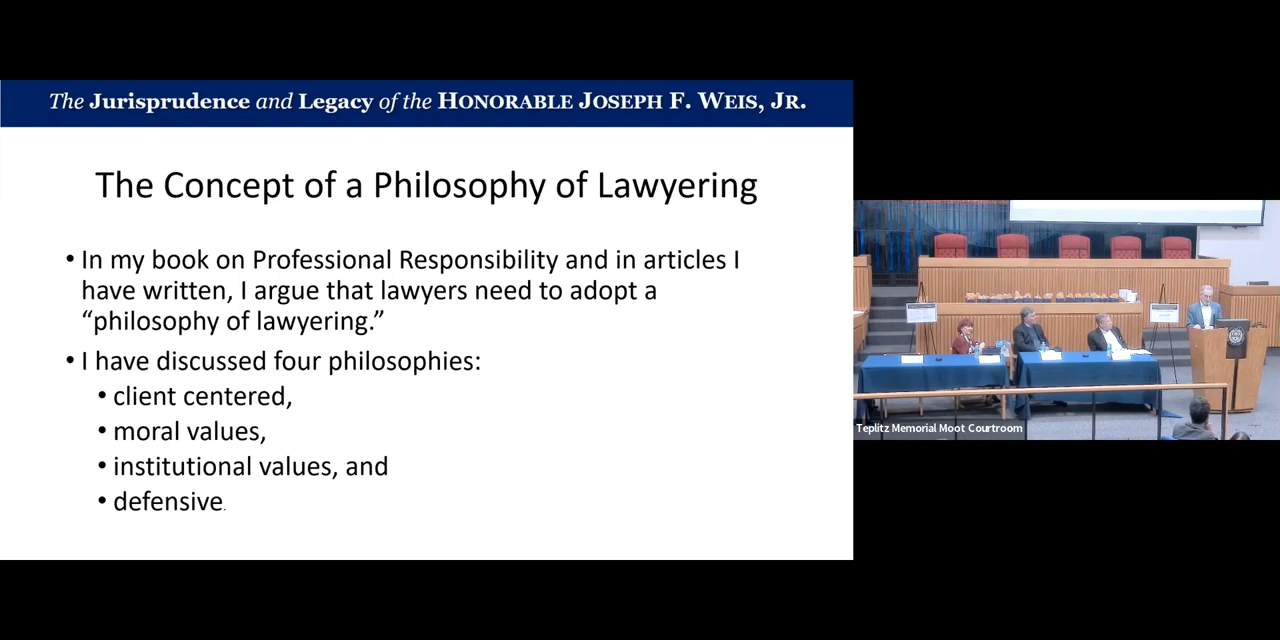 The Jurisprudence and Legacy of the HONORABLE JOSEPH F. WEIS, JR.
The Concept of a Philosophy of Lawyering
• In my book on Professional Responsibility and in articles I
have written, I argue that lawyers need to adopt a
“philosophy of lawyering.”
• I have discussed four philosophies:
• client centered,
• moral values,
• institutional values, and
• defensive.
Teplitz Memorial Moot Courtroom